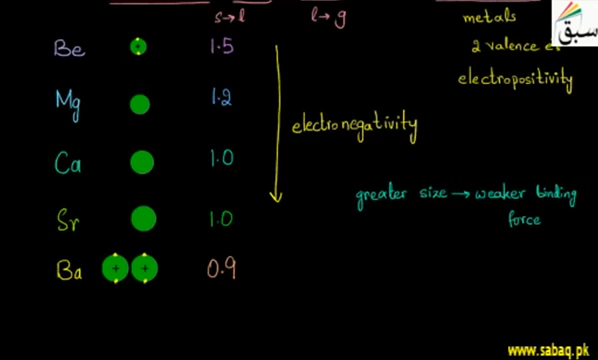 s→l l→g metals
سبق
Be 1.5 2 valence e
electropositivity
Mg 1.2
electronegativity
Ca 1.0
greater size → weaker binding
force
Sr 1.0
Ba + + 0.9
www.sabaq.pk